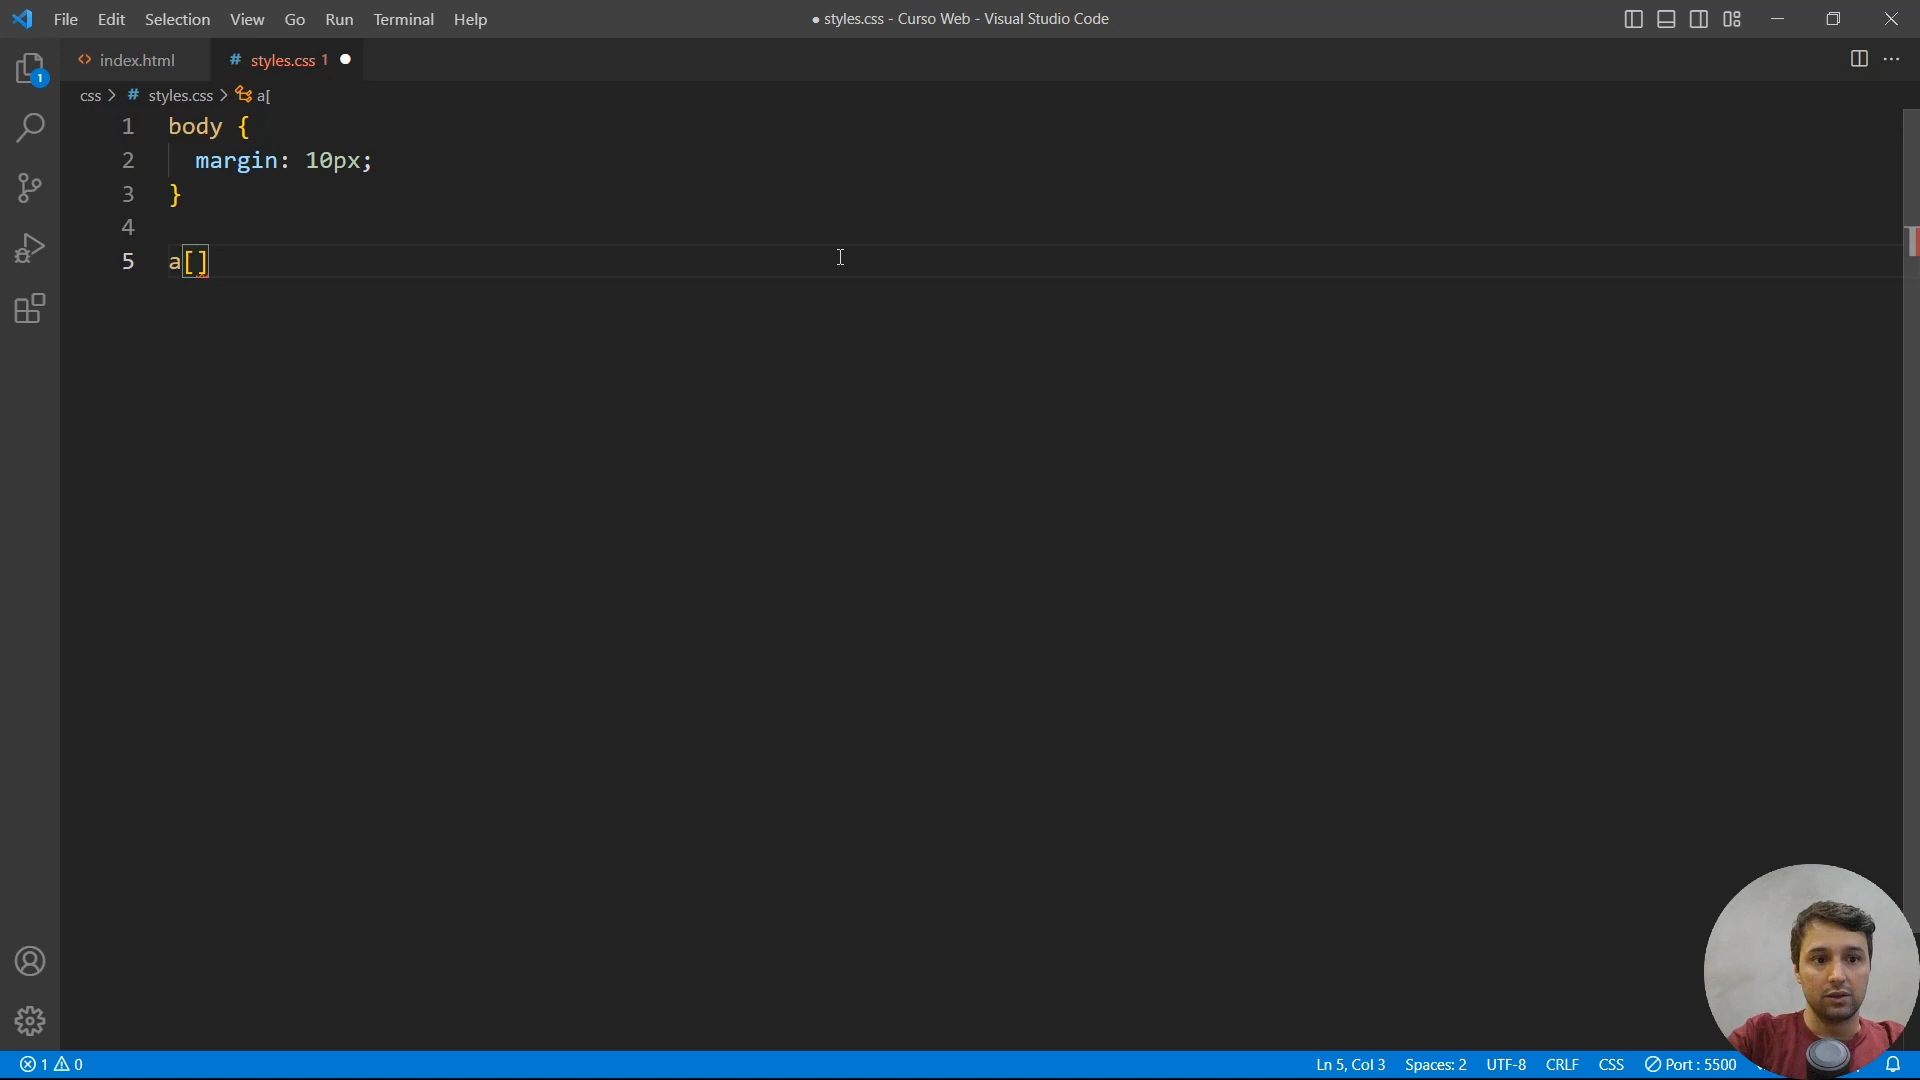 File Edit Selection View Go Run Terminal Help
● styles.css - Curso Web - Visual Studio Code
1
index.html
# styles.css 1 ●
css > # styles.css > a[
1 body {
2 margin: 10px;
3 }
4
5 a[]
1 0
Ln 5, Col 3 Spaces: 2 UTF-8 CRLF CSS Port : 5500